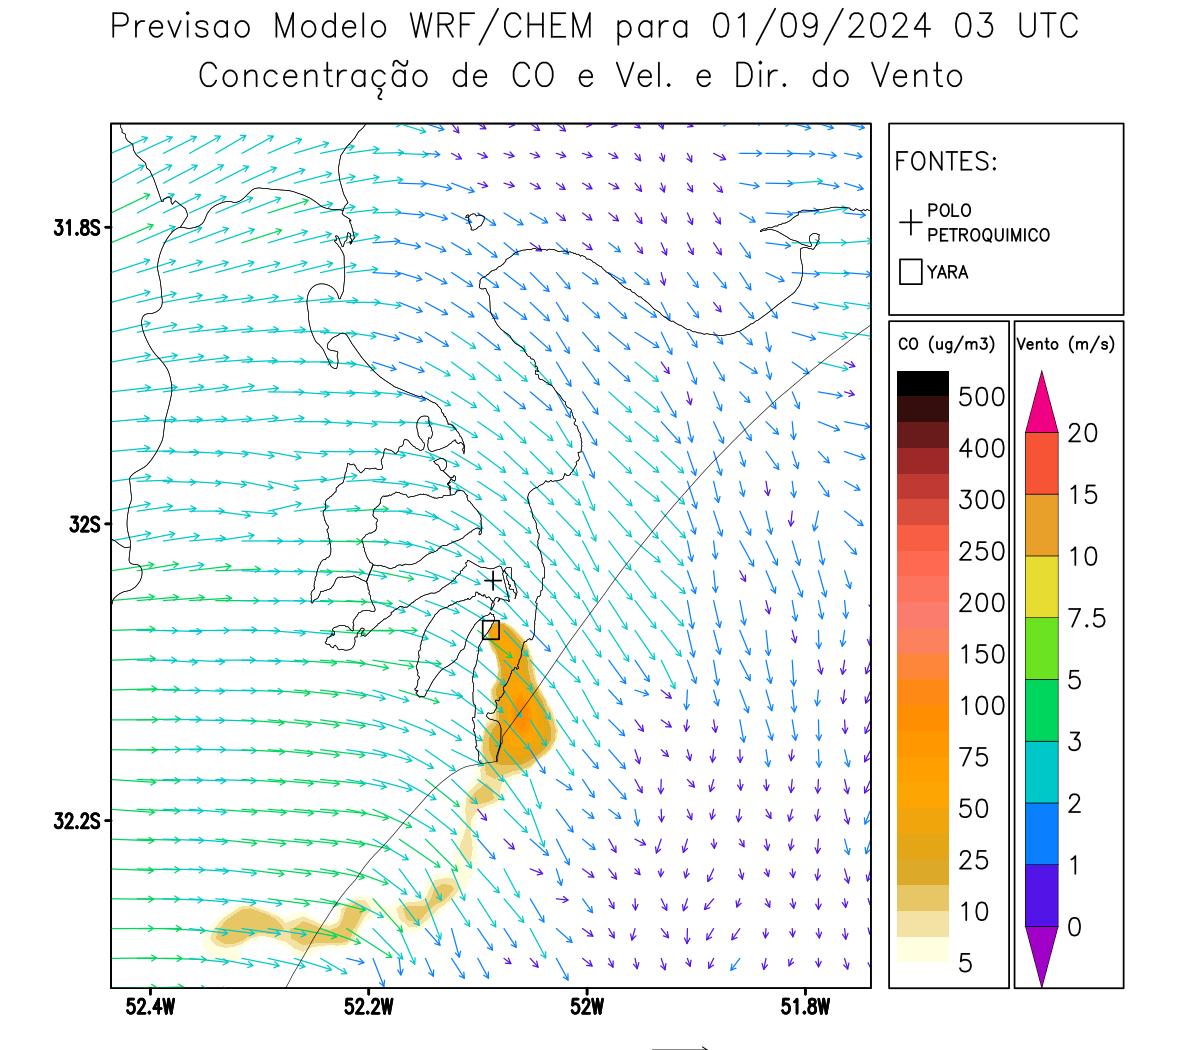 Previsao Modelo WRF/CHEM para 01/09/2024 03 UTC
Concentração de CO e Vel. e Dir. do Vento
FONTES:
POLO
PETROQUIMICO
YARA
CO (ug/m3)
500
400
300
250
200
150
100
75
50
25
10
5
Vento (m/s)
20
15
10
7.5
5
3
2
1
0
31.8S
32S
32.2S
52.4W
52.2W
52W
51.8W